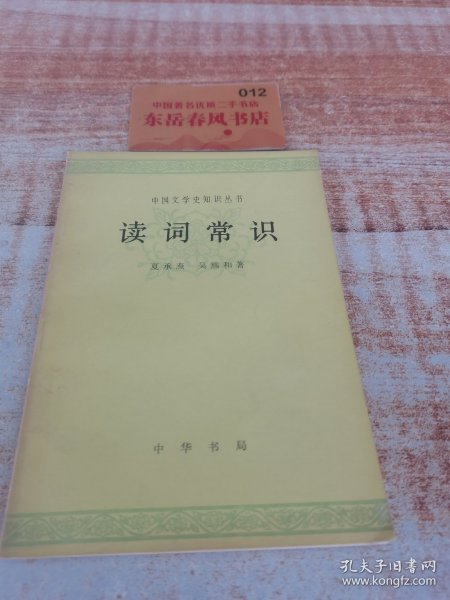 012
中国著名优质二手书店
东岳春风书店
中国文学史知识丛书
读词常识
夏承焘 吴熊和著
中华书局
孔夫子旧书网
www.kongfz.com